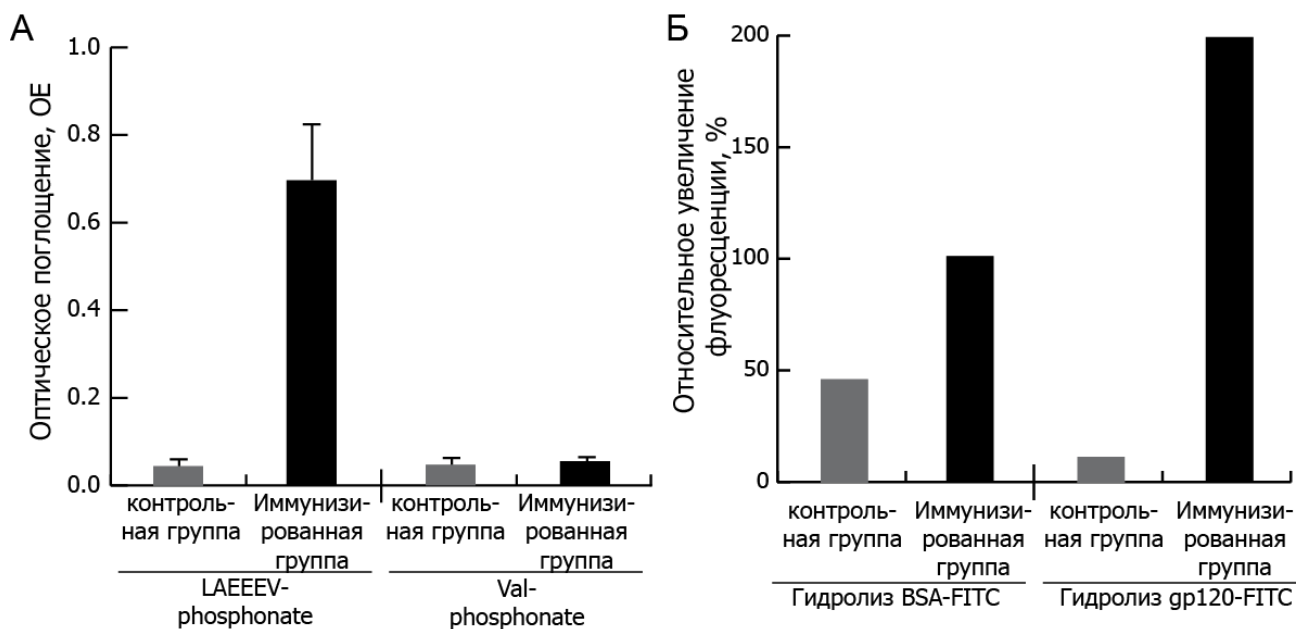 А
Оптическое поглощение, ОЕ
1.0
0.8
0.6
0.4
0.2
0.0
контроль-
ная группа
Иммунизи-
рованная
группа
контроль-
ная группа
Иммунизи-
рованная
группа
LAEEEV-
phosphonate
Val-
phosphonate
Б
Относительное увеличение
флуоресценции, %
200
150
100
50
0
контроль-
ная группа
Иммунизи-
рованная
группа
контроль-
ная группа
Иммунизи-
рованная
группа
Гидролиз BSA-FITC
Гидролиз gp120-FITC